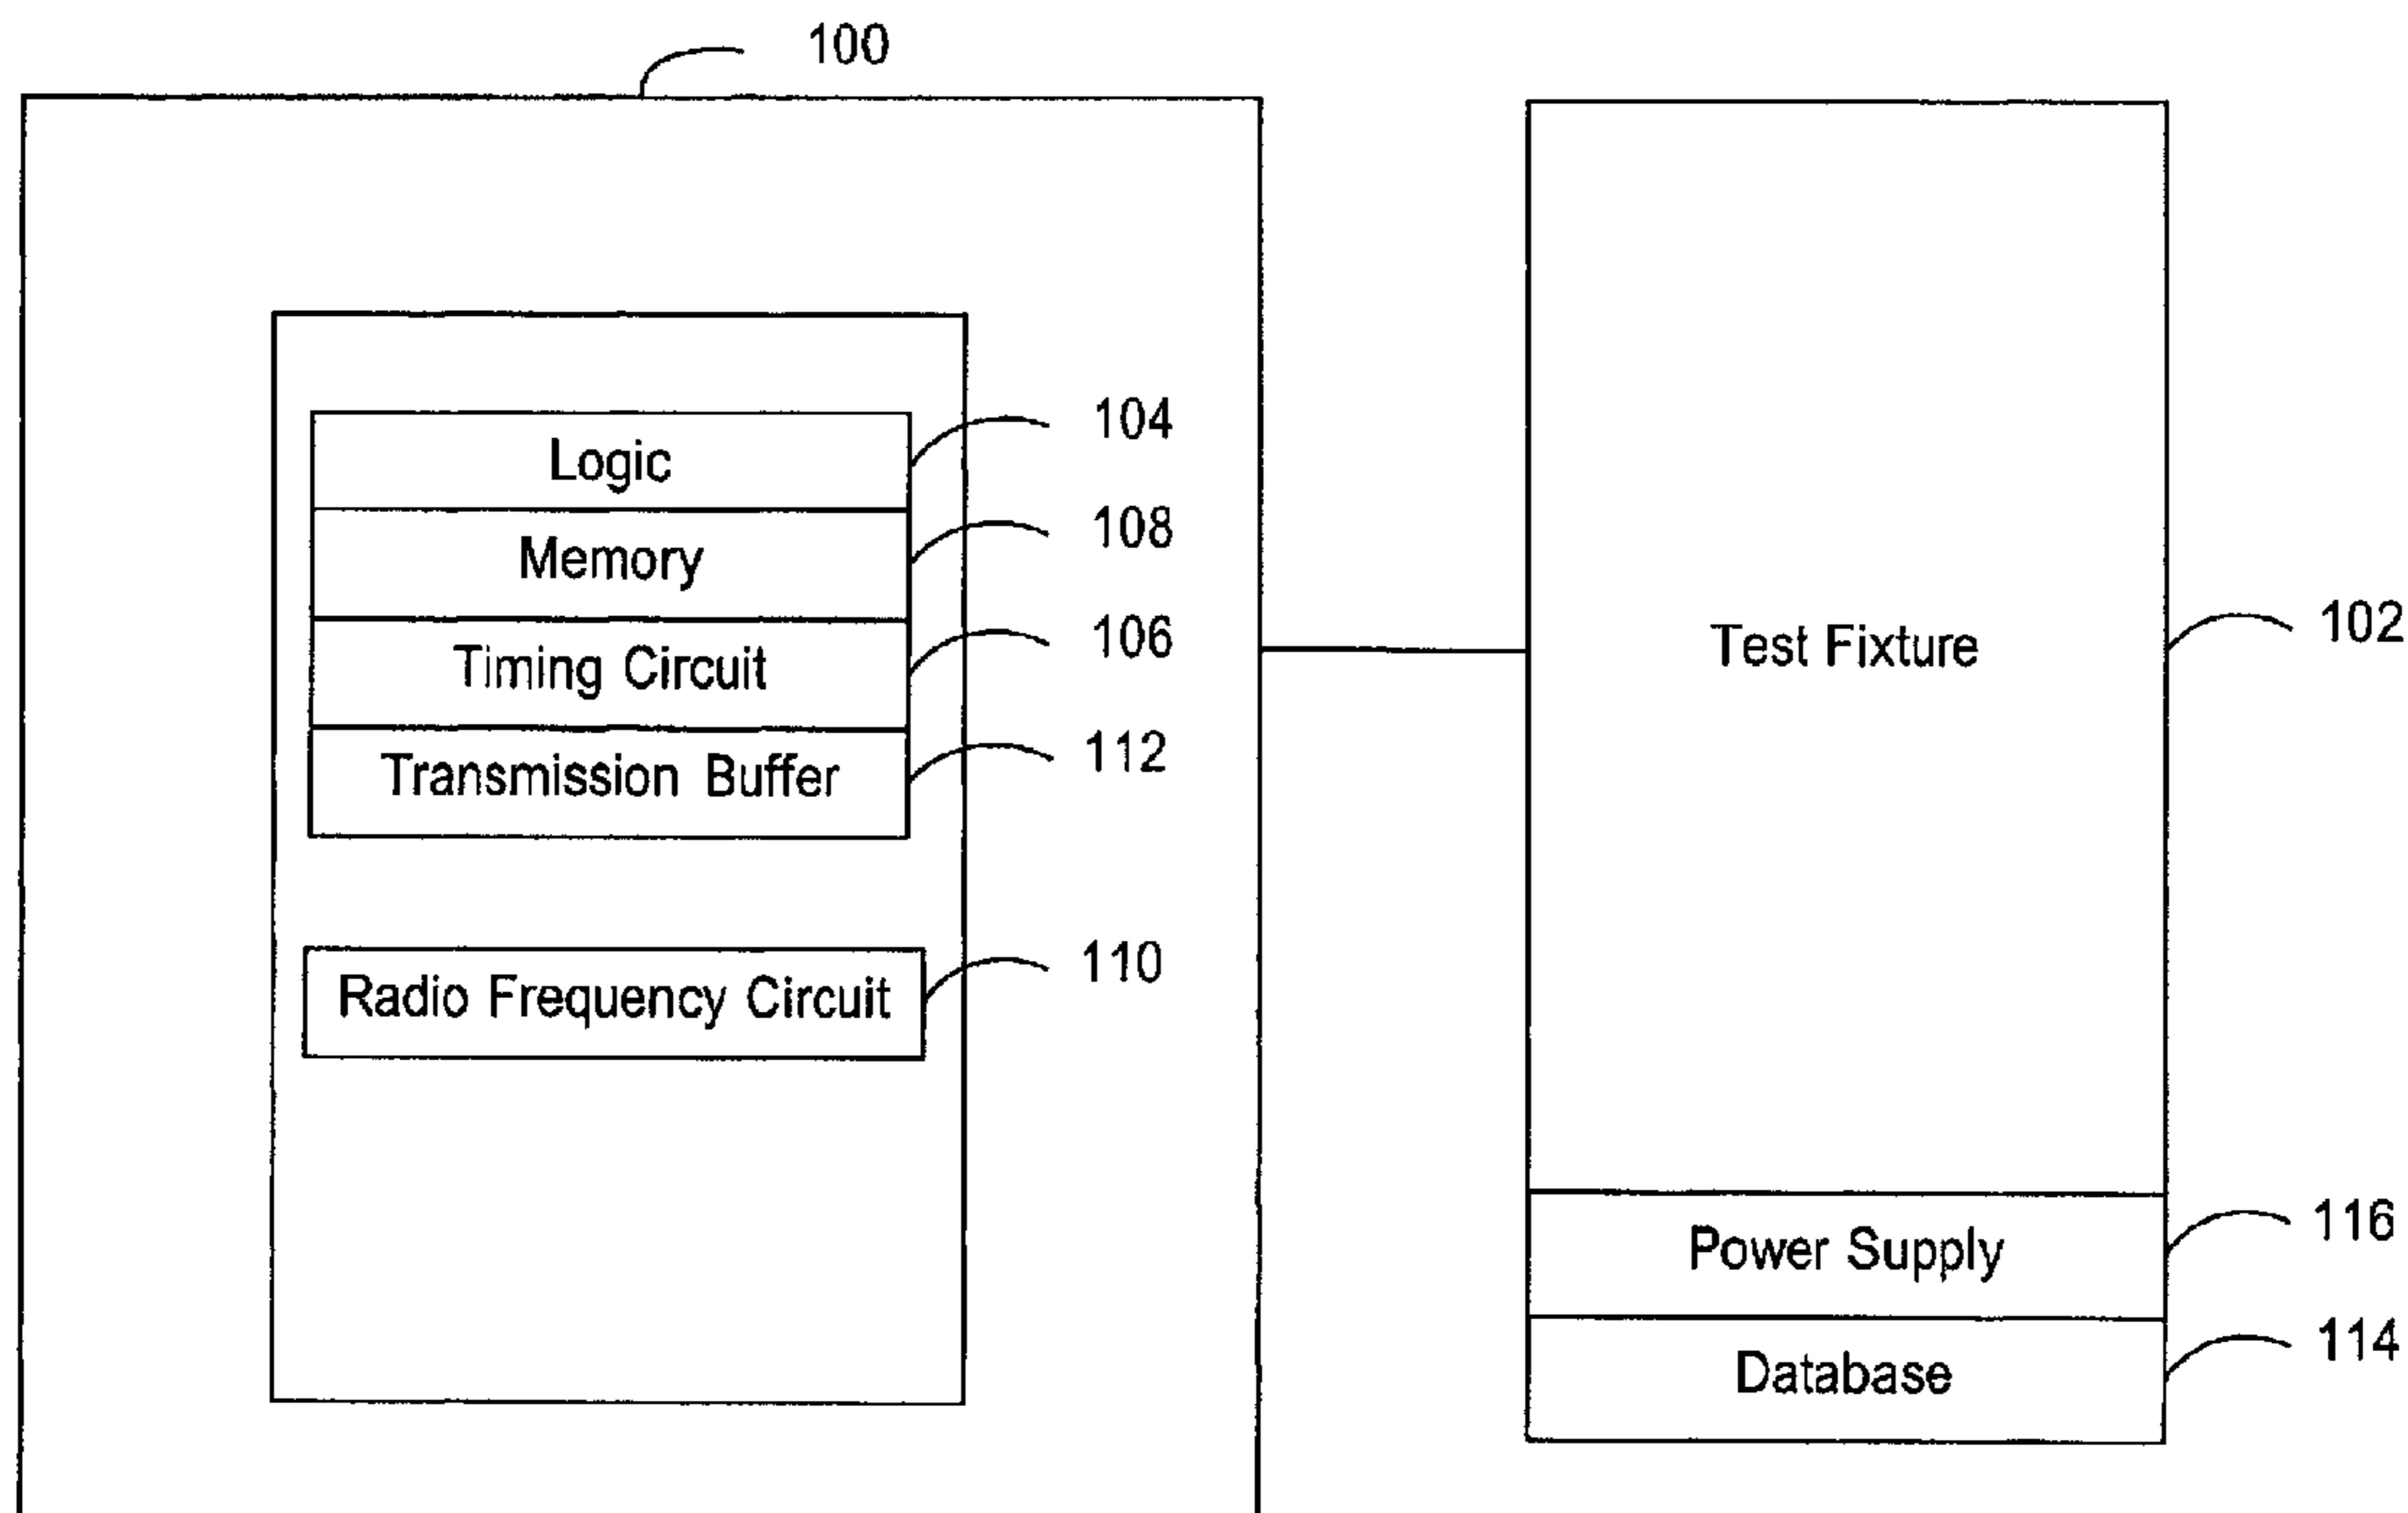 100
Logic
104
Memory
108
Timing Circuit
106
Transmission Buffer
112
Radio Frequency Circuit
110
Test Fixture
102
Power Supply
116
Database
114